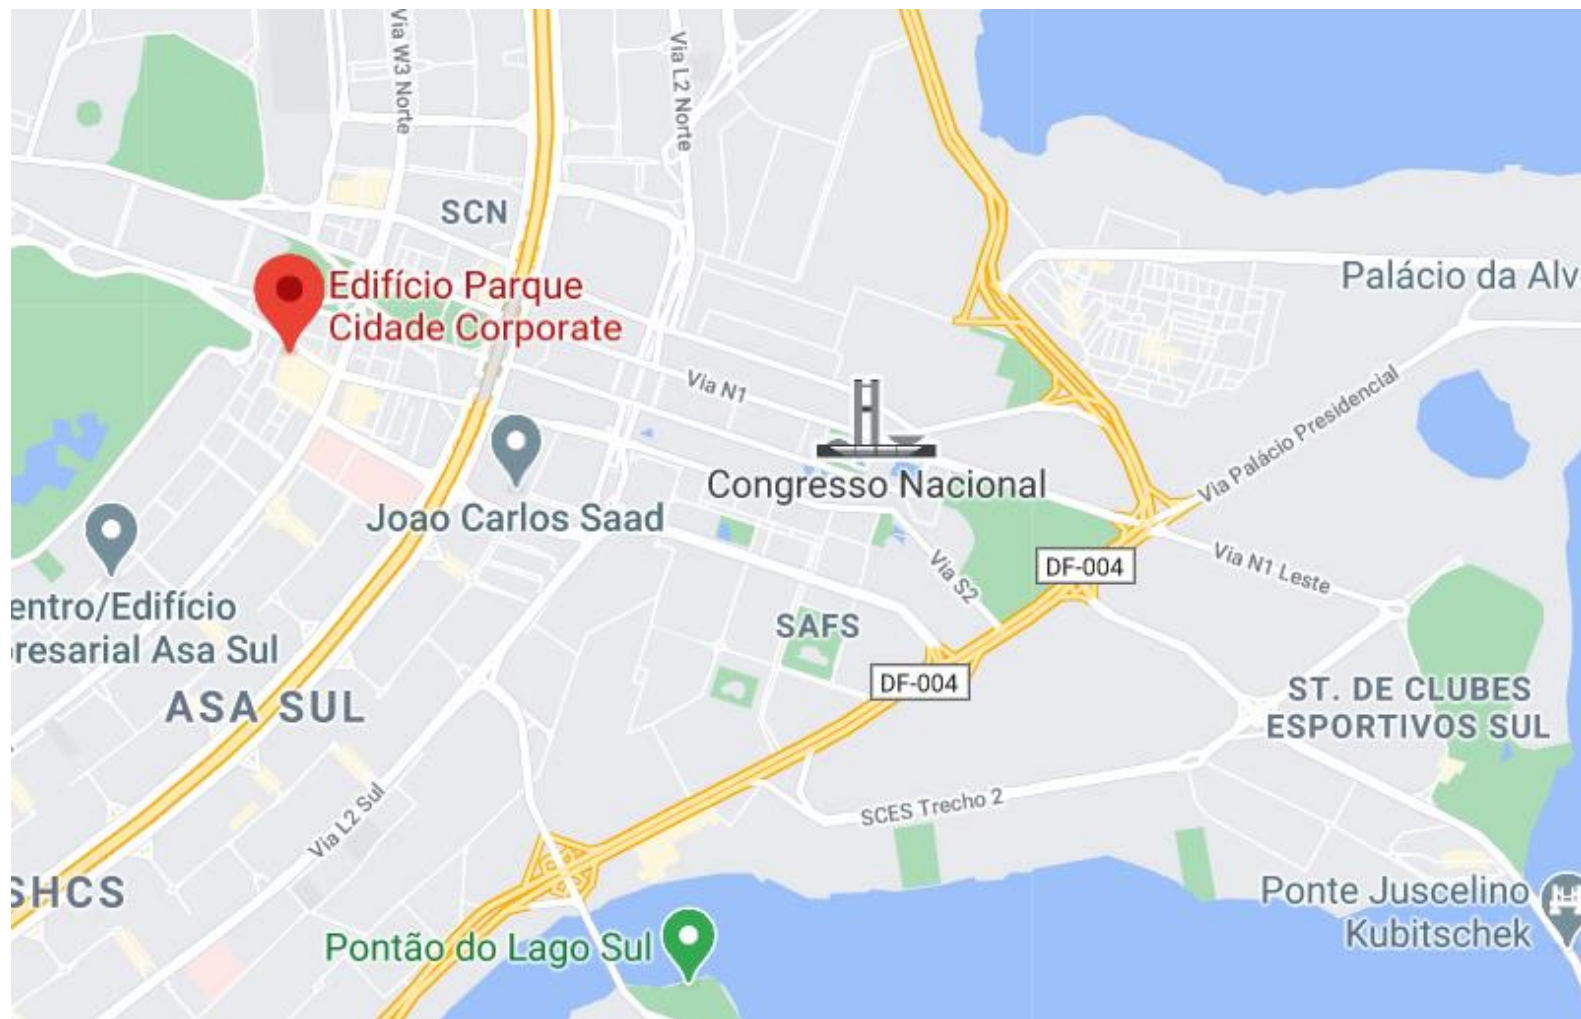 Via W3 Norte
Via L2 Norte
SCN
Palácio da Alv
Edifício Parque
Cidade Corporate
Via N1
Via Palácio Presidencial
Congresso Nacional
Joao Carlos Saad
DF-004
Via N1 Leste
Via S2
entro/Edifício
resarial Asa Sul
SAFS
DF-004
ASA SUL
ST. DE CLUBES
ESPORTIVOS SUL
Via L2 Sul
SCES Trecho 2
SHCS
Ponte Juscelino
Kubitschek
Pontão do Lago Sul